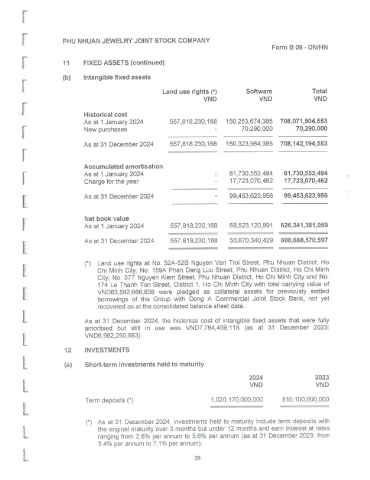 PHU NHUAN JEWELRY JOINT STOCK COMPANY
Form B 09 - DN/HN
11 FIXED ASSETS (continued)
(b) Intangible fixed assets
Land use rights (*) Software Total
VND VND VND
Historical cost
As at 1 January 2024 557,818,230,168 150,253,674,385 708,071,904,553
New purchases - 70,290,000 70,290,000
As at 31 December 2024 557,818,230,168 150,323,964,385 708,142,194,553
Accumulated amortisation
As at 1 January 2024 - 81,730,553,494 81,730,553,494
Charge for the year - 17,723,070,462 17,723,070,462
As at 31 December 2024 - 99,453,623,956 99,453,623,956
Net book value
As at 1 January 2024 557,818,230,168 68,523,120,891 626,341,351,059
As at 31 December 2024 557,818,230,168 50,870,340,429 608,688,570,597
(*) Land use rights at No. 52A-52B Nguyen Van Troi Street, Phu Nhuan District, Ho
Chi Minh City; No. 159A Phan Dang Luu Street, Phu Nhuan District, Ho Chi Minh
City; No. 577 Nguyen Kiem Street, Phu Nhuan District, Ho Chi Minh City and No.
174 Le Thanh Ton Street, District 1, Ho Chi Minh City with total carrying value of
VND63,592,666,838 were pledged as collateral assets for previously settled
borrowings of the Group with Dong A Commercial Joint Stock Bank, not yet
recovered as at the consolidated balance sheet date.
As at 31 December 2024, the historical cost of intangible fixed assets that were fully
amortised but still in use was VND7,784,459,116 (as at 31 December 2023:
VND6,982,250,583).
12 INVESTMENTS
(a) Short-term investments held to maturity
2024 2023
VND VND
Term deposits (*) 1,020,170,000,000 810,100,000,000
(*) As at 31 December 2024, investments held to maturity include term deposits with
the original maturity over 3 months but under 12 months and earn interest at rates
ranging from 2.6% per annum to 5.6% per annum (as at 31 December 2023: from
3.4% per annum to 7.1% per annum).
26